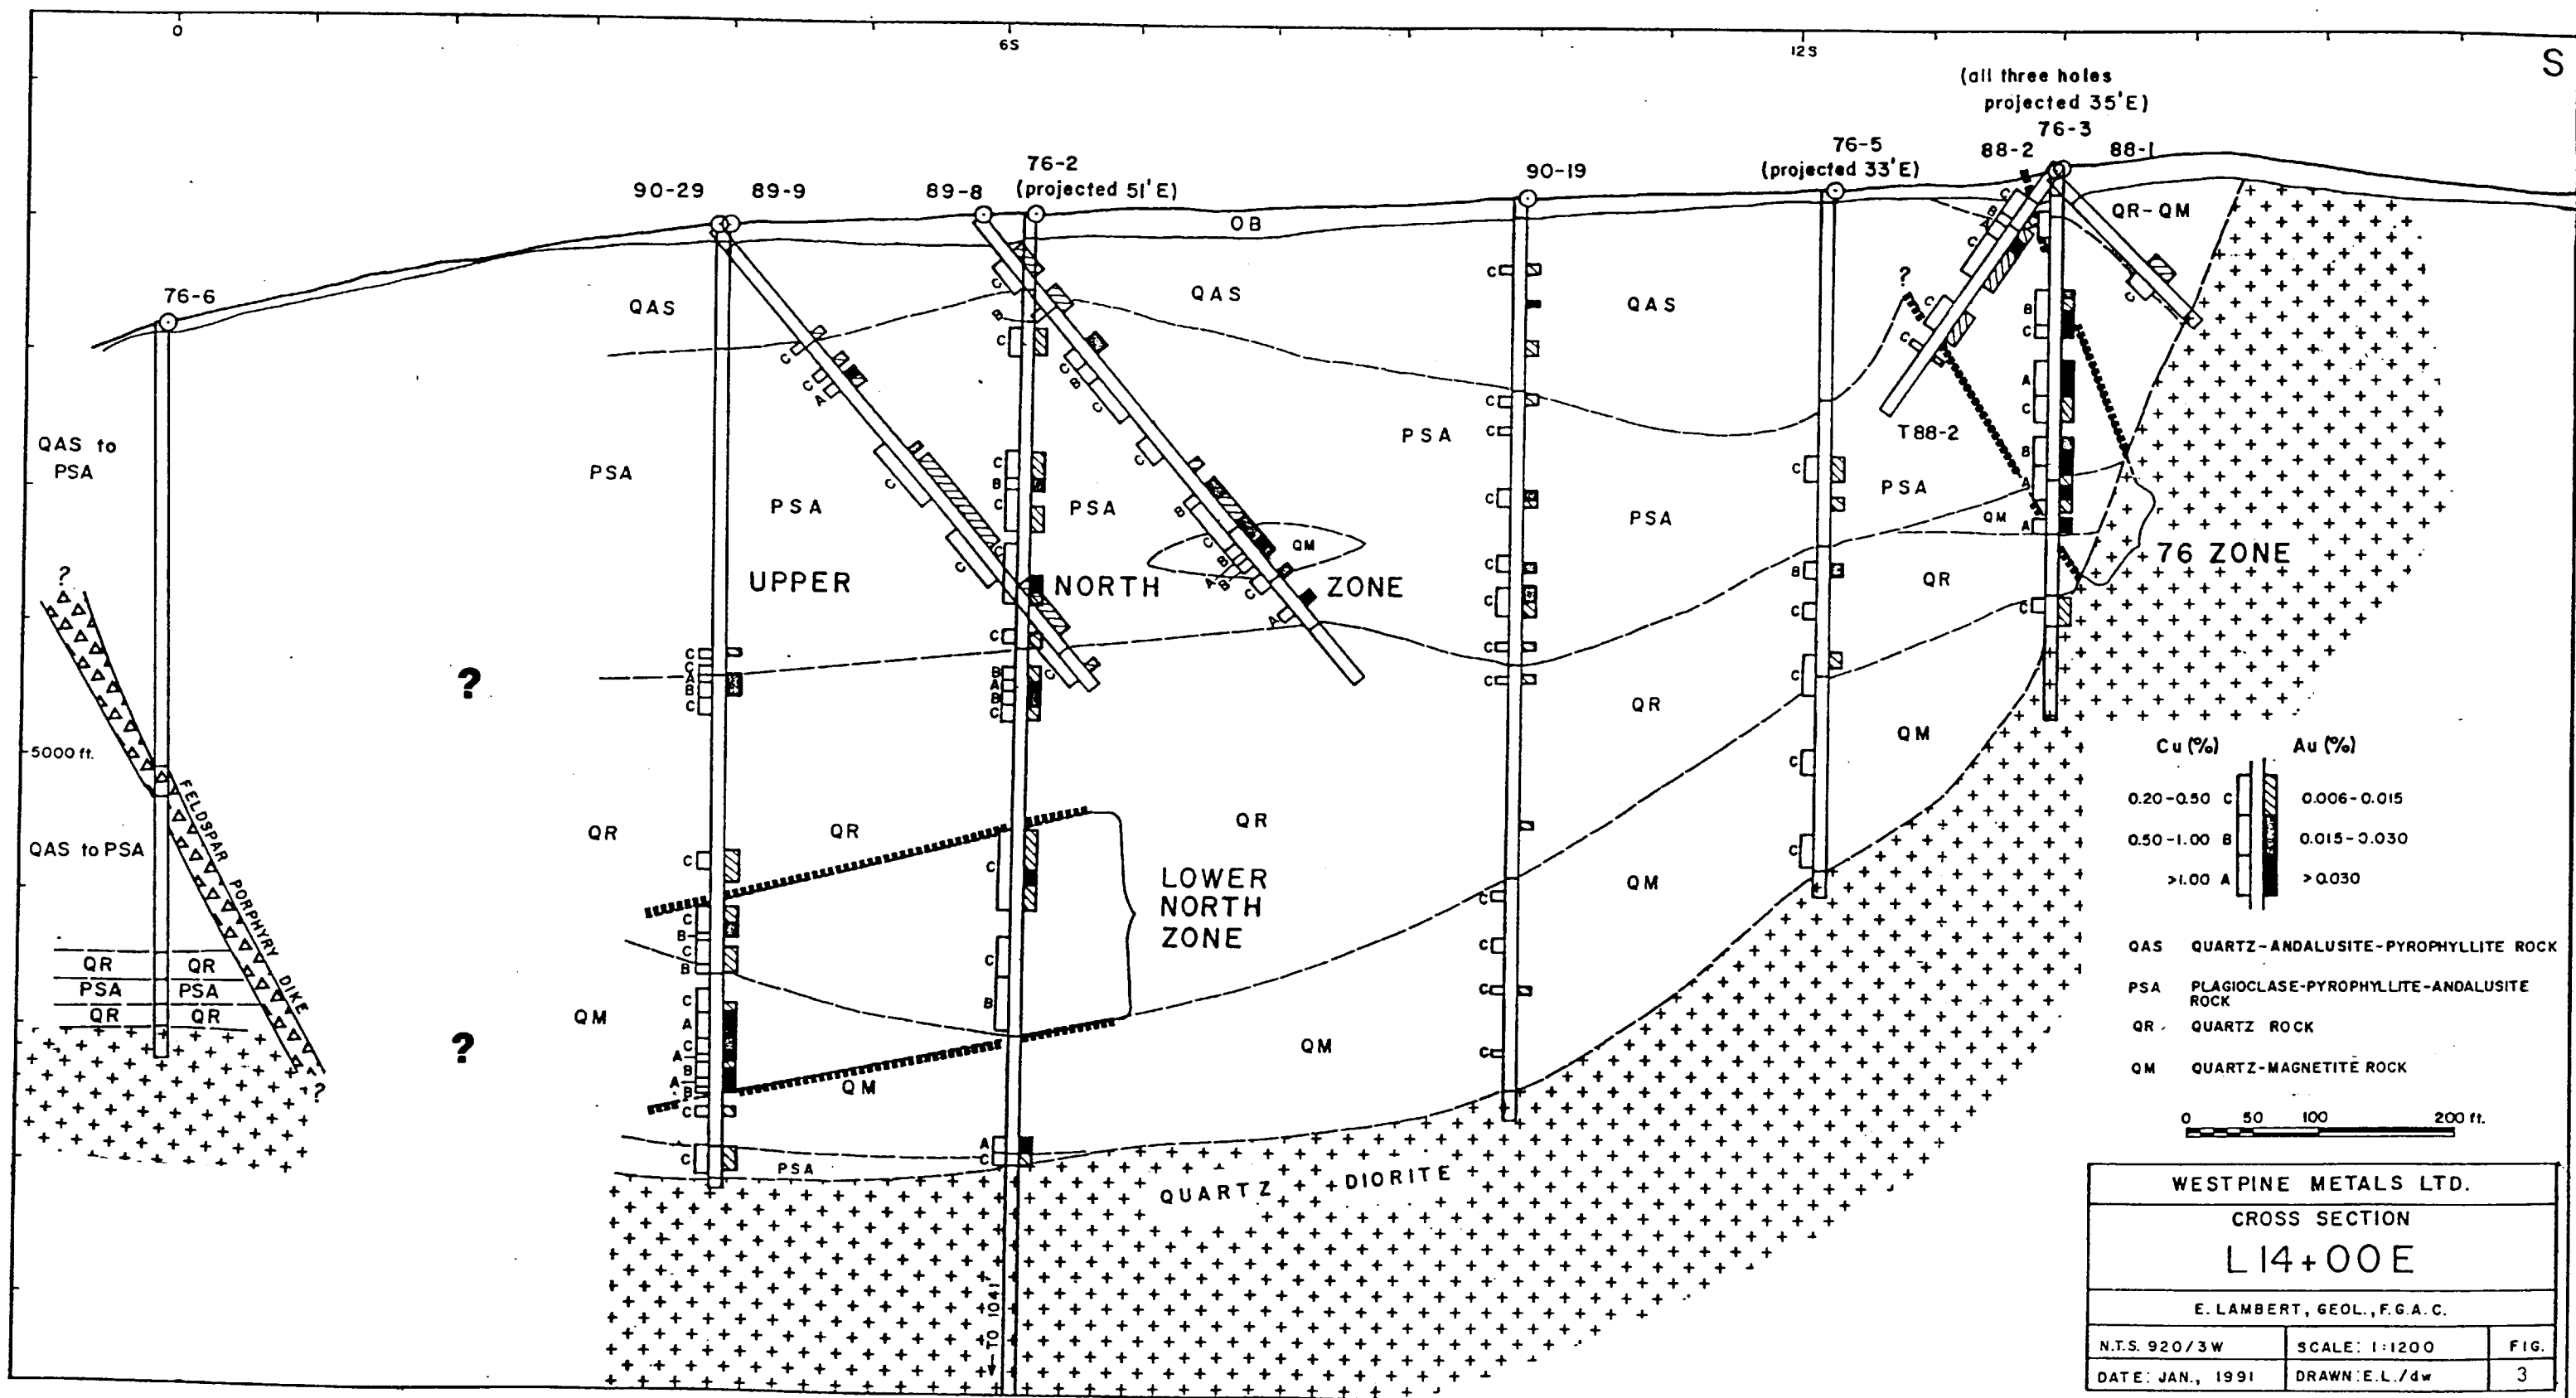 0
6S
12S
S
(all three holes
projected 35'E)
76-3
76-2
76-5
88-2
88-1
90-29
89-9
89-8
(projected 51'E)
90-19
(projected 33'E)
76-6
OB
QR-QM
QAS
QAS
QAS
?
QAS to
PSA
PSA
PSA
PSA
PSA
PSA
T88-2
PSA
QM
QM
76 ZONE
UPPER
NORTH
ZONE
QR
?
?
QR
QM
5000 ft.
FELDSPAR PORPHYRY DIKE
QAS to PSA
QR
QR
QR
LOWER
NORTH
ZONE
QM
QR
QR
PSA
PSA
QR
QR
QM
?
QM
QM
?
PSA
QUARTZ DIORITE
TO 1041'
Cu (%)
Au (%)
0.20-0.50 C
0.006-0.015
0.50-1.00 B
0.015-0.030
>1.00 A
>0.030
QAS QUARTZ-ANDALUSITE-PYROPHYLLITE ROCK
PSA PLAGIOCLASE-PYROPHYLLITE-ANDALUSITE
ROCK
QR QUARTZ ROCK
QM QUARTZ-MAGNETITE ROCK
0 50 100 200 ft.
WESTPINE METALS LTD.
CROSS SECTION
L 14+00 E
E. LAMBERT, GEOL., F.G.A.C.
N.T.S. 920/3W
SCALE: 1:1200
FIG.
DATE: JAN., 1991
DRAWN: E.L./dw
3